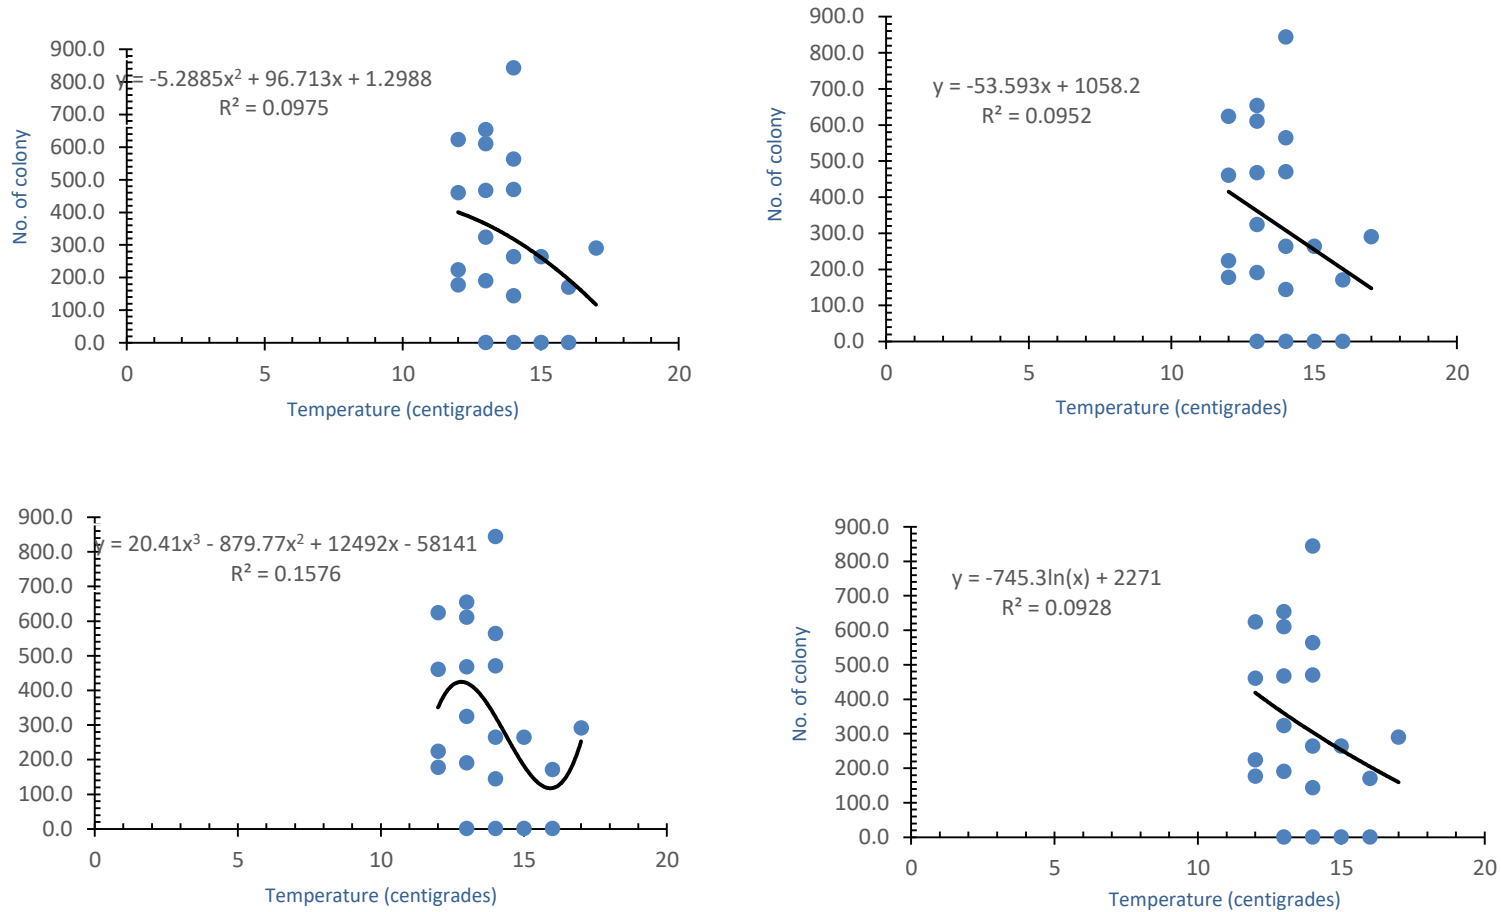 900.0
800.0
700.0
600.0
500.0
400.0
300.0
200.0
100.0
0.0
0 5 10 15 20
No. of colony
Temperature (centigrades)
y = -5.2885x² + 96.713x + 1.2988
R² = 0.0975
900.0
800.0
700.0
600.0
500.0
400.0
300.0
200.0
100.0
0.0
0 5 10 15 20
No. of colony
Temperature (centigrades)
y = -53.593x + 1058.2
R² = 0.0952
900.0
800.0
700.0
600.0
500.0
400.0
300.0
200.0
100.0
0.0
0 5 10 15 20
Temperature (centigrades)
y = 20.41x³ - 879.77x² + 12492x - 58141
R² = 0.1576
900.0
800.0
700.0
600.0
500.0
400.0
300.0
200.0
100.0
0.0
0 5 10 15 20
No. of colony
Temperature (centigrades)
y = -745.3ln(x) + 2271
R² = 0.0928